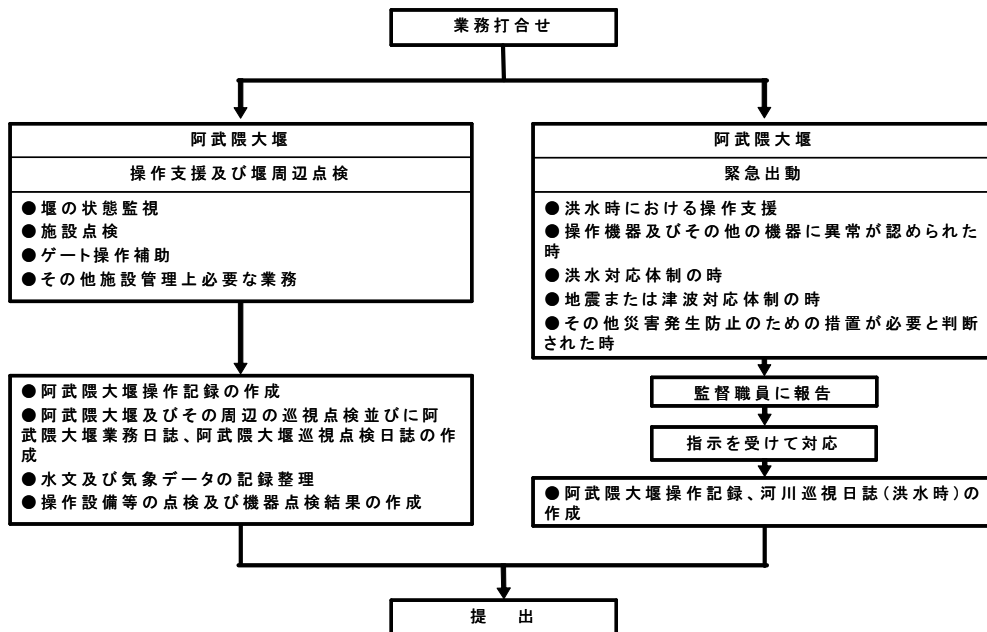 業務打合せ
阿武隈大堰
操作支援及び堰周辺点検
●堰の状態監視
●施設点検
●ゲート操作補助
●その他施設管理上必要な業務
●阿武隈大堰操作記録の作成
●阿武隈大堰及びその周辺の巡視点検並びに阿
武隈大堰業務日誌、阿武隈大堰巡視点検日誌の作
成
●水文及び気象データの記録整理
●操作設備等の点検及び機器点検結果の作成
阿武隈大堰
緊急出動
●洪水時における操作支援
●操作機器及びその他の機器に異常が認められた
時
●洪水対応体制の時
●地震または津波対応体制の時
●その他災害発生防止のための措置が必要と判断
された時
監督職員に報告
指示を受けて対応
●阿武隈大堰操作記録、河川巡視日誌(洪水時)の
作成
提 出